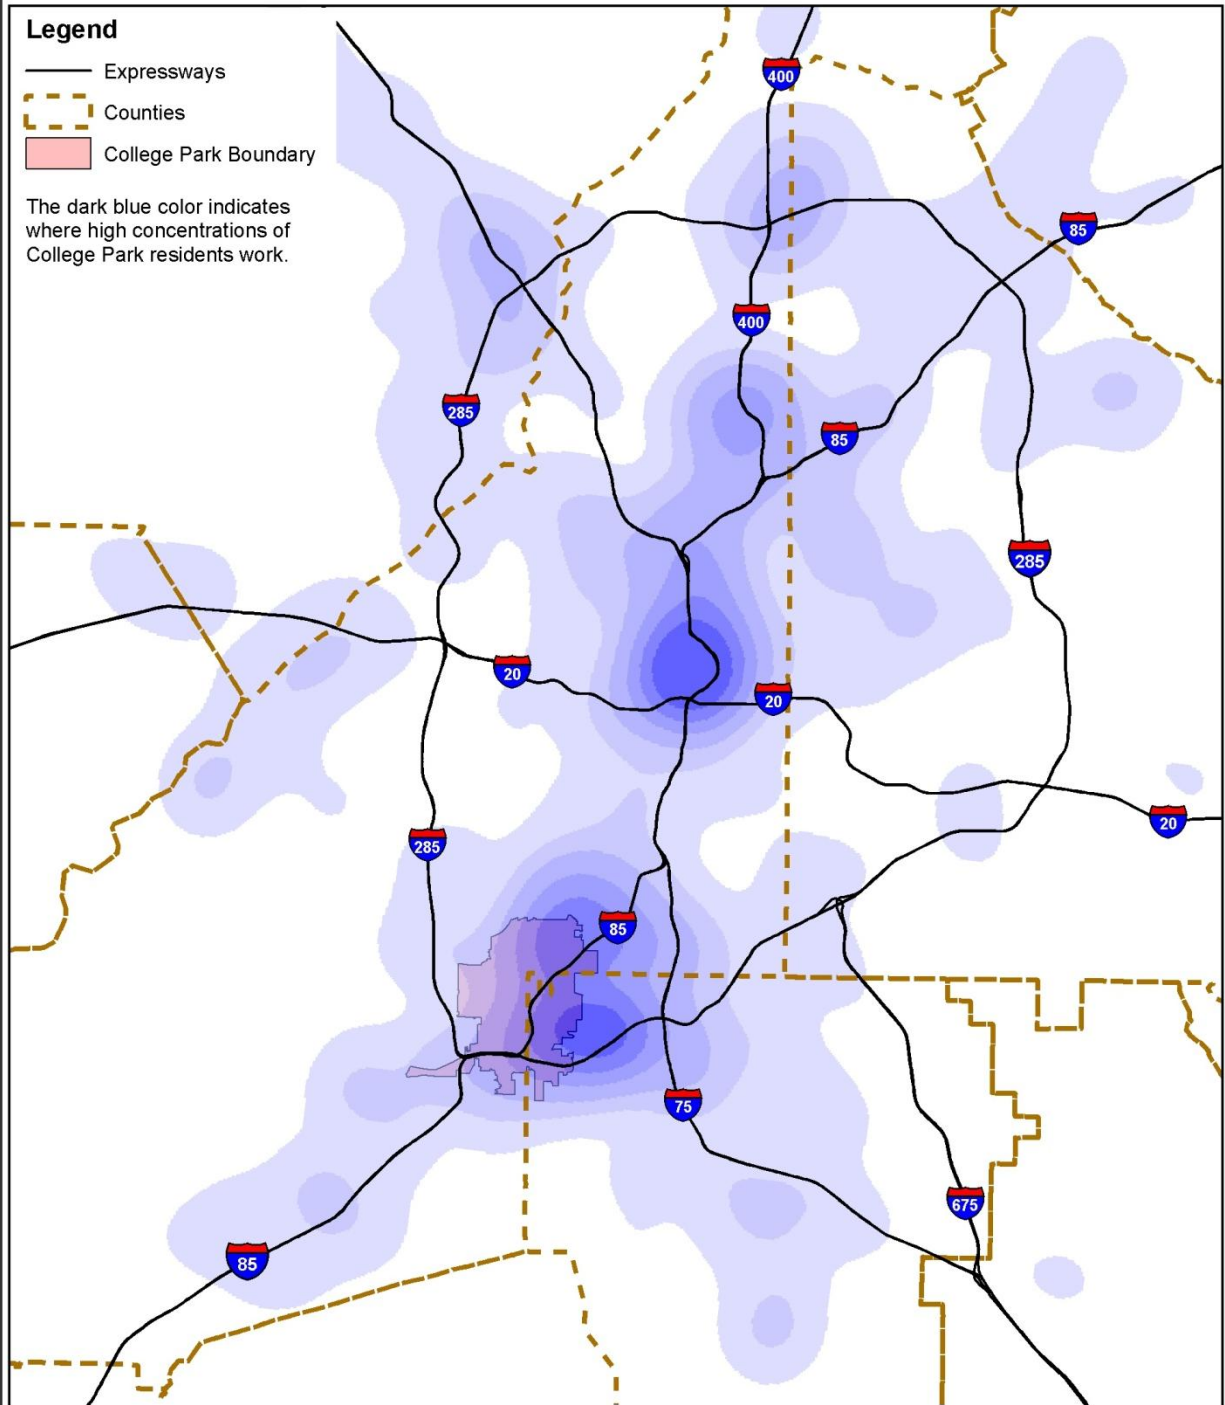 Legend
Expressways
Counties
College Park Boundary
The dark blue color indicates
where high concentrations of
College Park residents work.
400
85
400
285
85
285
20
20
285
20
85
75
675
85